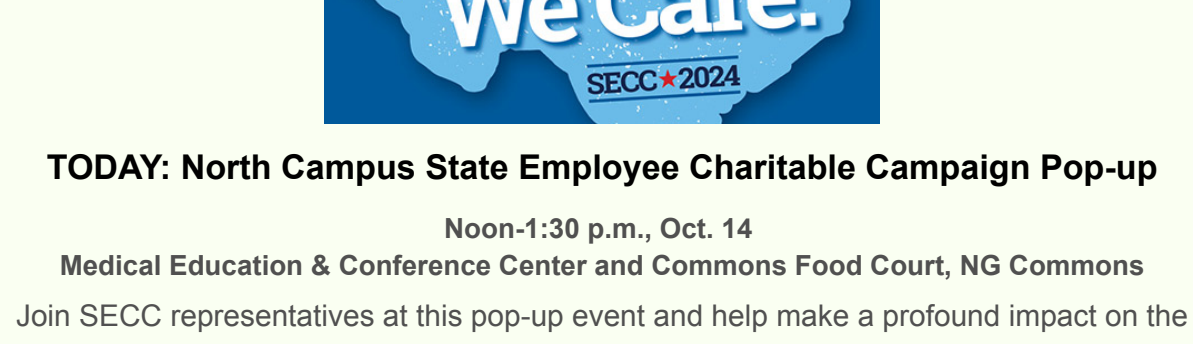 We Care.
SECC★2024
TODAY: North Campus State Employee Charitable Campaign Pop-up
Noon-1:30 p.m., Oct. 14
Medical Education & Conference Center and Commons Food Court, NG Commons
Join SECC representatives at this pop-up event and help make a profound impact on the